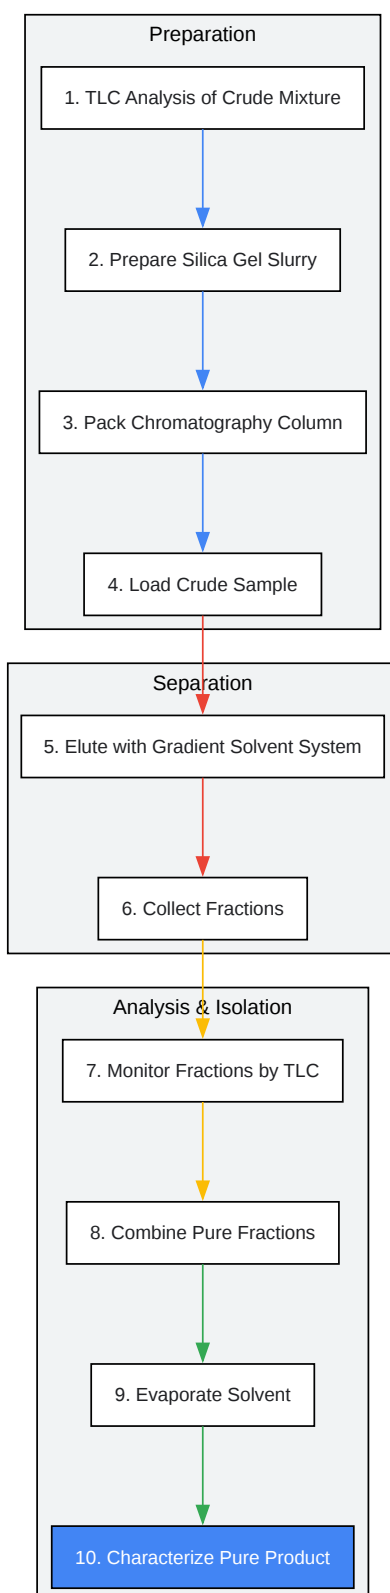 Preparation
1. TLC Analysis of Crude Mixture
2. Prepare Silica Gel Slurry
3. Pack Chromatography Column
4. Load Crude Sample
Separation
5. Elute with Gradient Solvent System
6. Collect Fractions
Analysis & Isolation
7. Monitor Fractions by TLC
8. Combine Pure Fractions
9. Evaporate Solvent
10. Characterize Pure Product